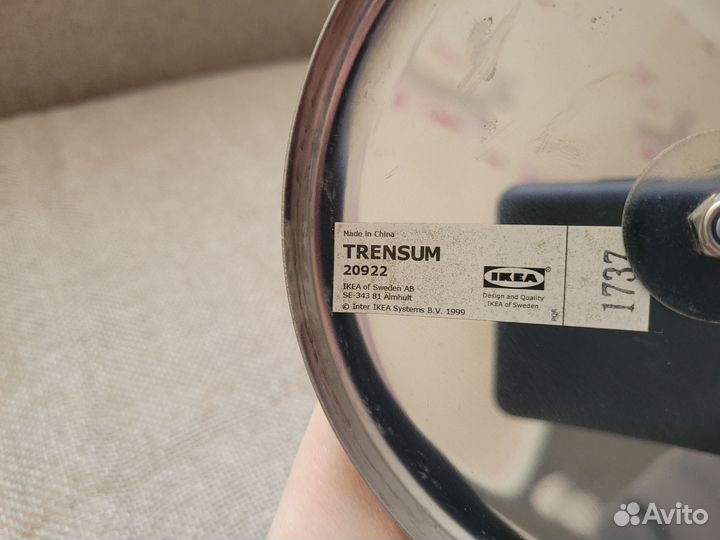 Made in China
TRENSUM
20922
IKEA of Sweden AB
SE-343 81 Älmhult
© Inter IKEA Systems B.V. 1999
IKEA
Design and Quality
IKEA of Sweden
1737
Avito